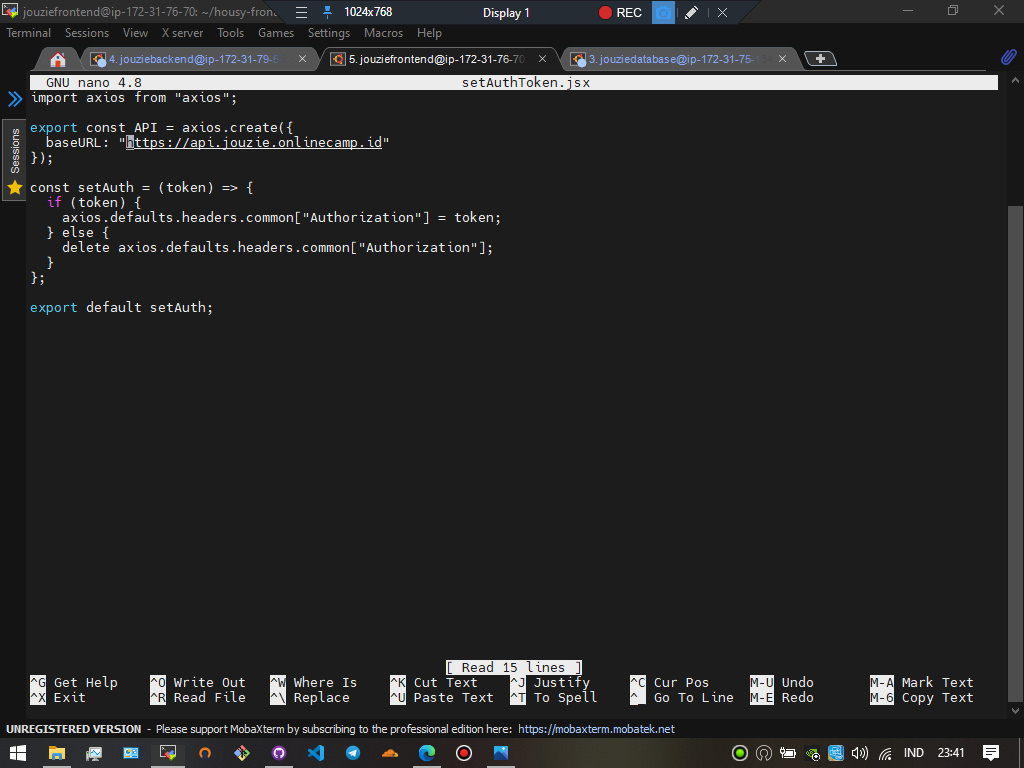 jouziefrontend@ip-172-31-76-70: ~/housy-front
1024x768
Display 1
REC
Terminal Sessions View X server Tools Games Settings Macros Help
4. jouziebackend@ip-172-31-79-6
5. jouziefrontend@ip-172-31-76-70
3. jouziedatabase@ip-172-31-76-15
Sessions
GNU nano 4.8 setAuthToken.jsx
import axios from "axios";
export const API = axios.create({
baseURL: "https://api.jouzie.onlinecamp.id"
});
const setAuth = (token) => {
if (token) {
axios.defaults.headers.common["Authorization"] = token;
} else {
delete axios.defaults.headers.common["Authorization"];
}
};
export default setAuth;
[ Read 15 lines ]
^G Get Help ^O Write Out ^W Where Is ^K Cut Text ^J Justify ^C Cur Pos M-U Undo M-A Mark Text
^X Exit ^R Read File ^\ Replace ^U Paste Text ^T To Spell ^_ Go To Line M-E Redo M-6 Copy Text
UNREGISTERED VERSION - Please support MobaXterm by subscribing to the professional edition here: https://mobaxterm.mobatek.net
IND 23:41